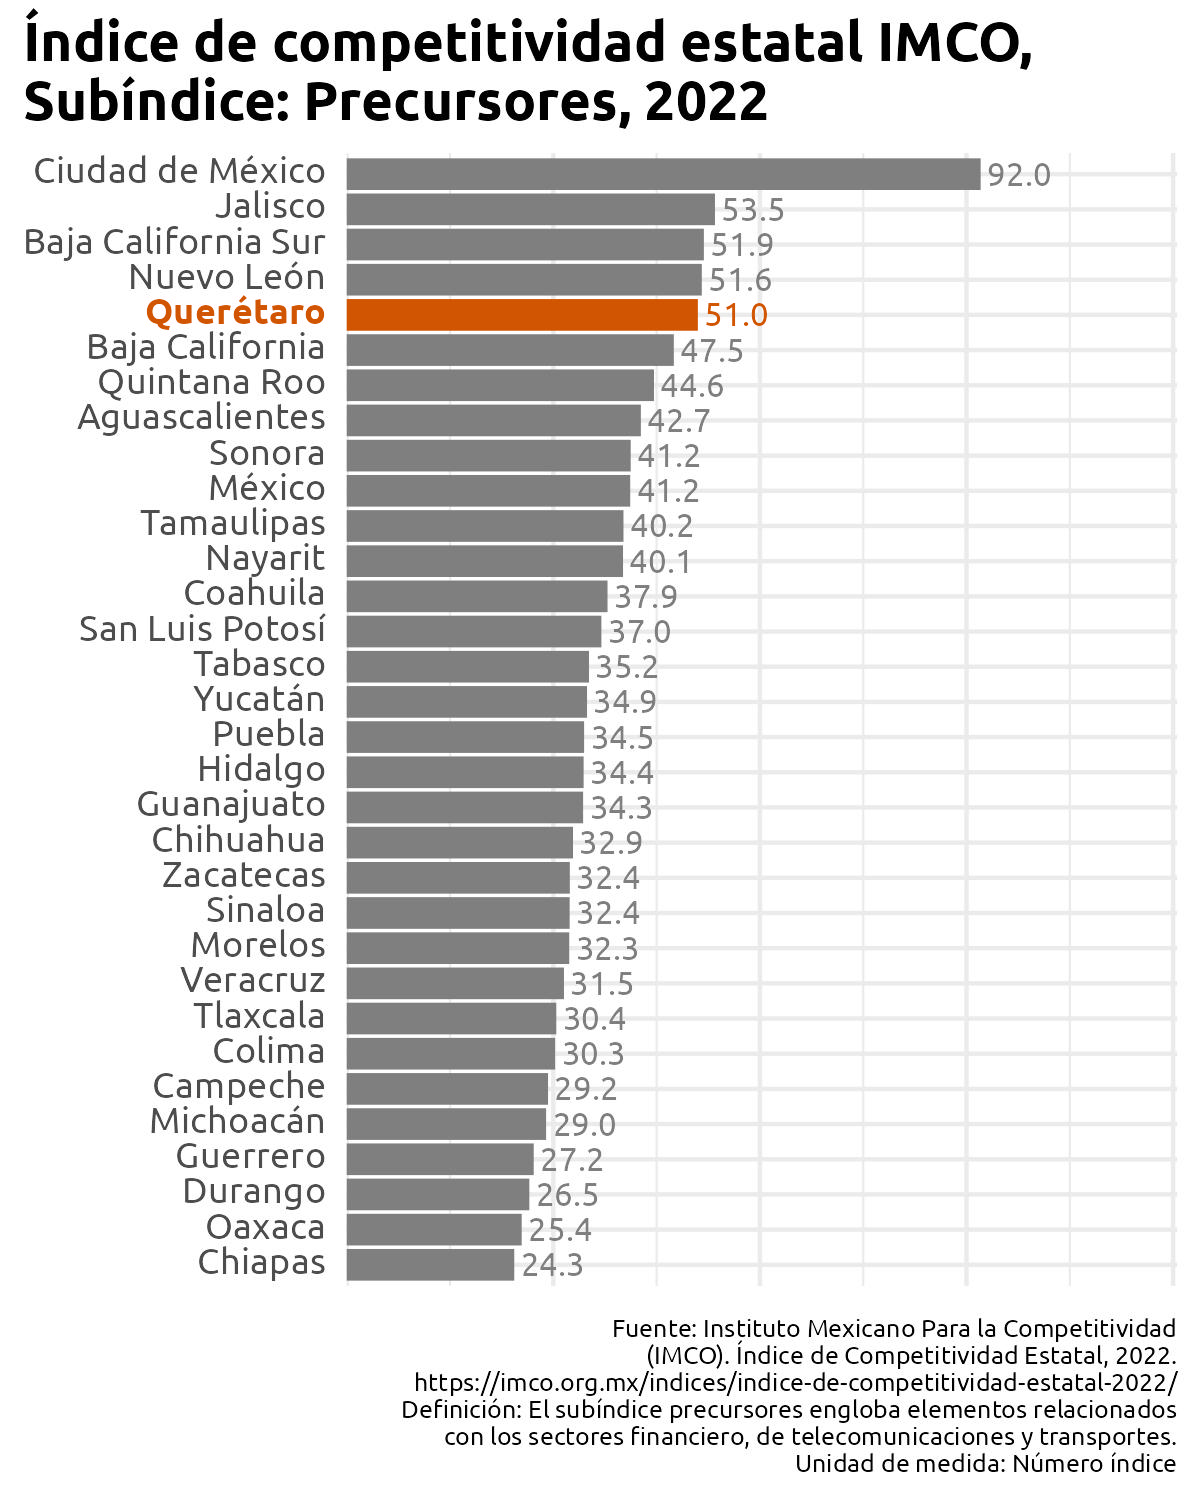 Índice de competitividad estatal IMCO,
Subíndice: Precursores, 2022
Ciudad de México 92.0
Jalisco 53.5
Baja California Sur 51.9
Nuevo León 51.6
Querétaro 51.0
Baja California 47.5
Quintana Roo 44.6
Aguascalientes 42.7
Sonora 41.2
México 41.2
Tamaulipas 40.2
Nayarit 40.1
Coahuila 37.9
San Luis Potosí 37.0
Tabasco 35.2
Yucatán 34.9
Puebla 34.5
Hidalgo 34.4
Guanajuato 34.3
Chihuahua 32.9
Zacatecas 32.4
Sinaloa 32.4
Morelos 32.3
Veracruz 31.5
Tlaxcala 30.4
Colima 30.3
Campeche 29.2
Michoacán 29.0
Guerrero 27.2
Durango 26.5
Oaxaca 25.4
Chiapas 24.3
Fuente: Instituto Mexicano Para la Competitividad
(IMCO). Índice de Competitividad Estatal, 2022.
https://imco.org.mx/indices/indice-de-competitividad-estatal-2022/
Definición: El subíndice precursores engloba elementos relacionados
con los sectores financiero, de telecomunicaciones y transportes.
Unidad de medida: Número índice